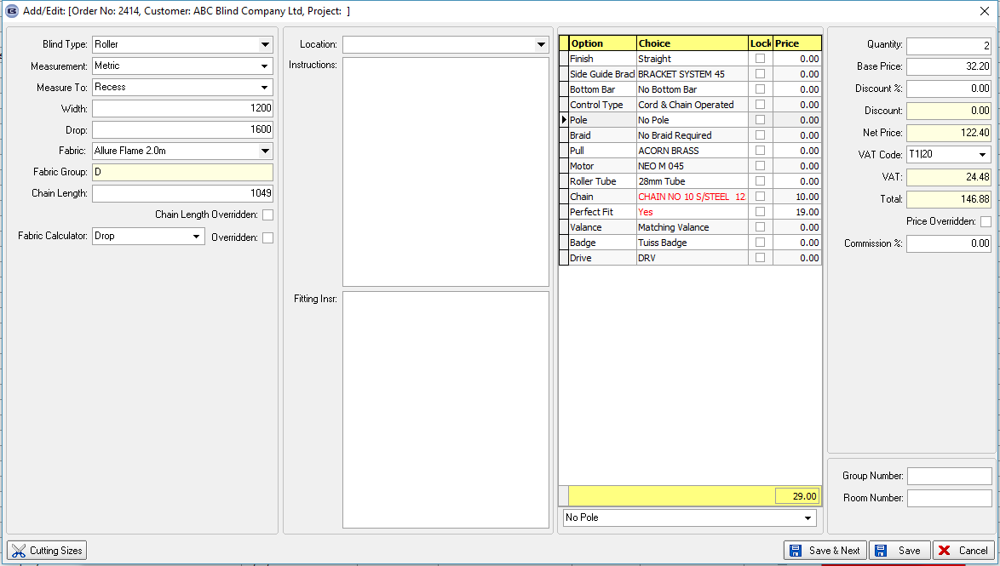 Add/Edit: [Order No: 2414, Customer: ABC Blind Company Ltd, Project: ]
Blind Type: Roller
Measurement: Metric
Measure To: Recess
Width: 1200
Drop: 1600
Fabric: Allure Flame 2.0m
Fabric Group: D
Chain Length: 1049
Chain Length Overridden:
Fabric Calculator: Drop Overridden:
Location:
Instructions:
Fitting Insr:
Option Choice Lock Price
Finish Straight 0.00
Side Guide Brack BRACKET SYSTEM 45 0.00
Bottom Bar No Bottom Bar 0.00
Control Type Cord & Chain Operated 0.00
Pole No Pole 0.00
Braid No Braid Required 0.00
Pull ACORN BRASS 0.00
Motor NEO M 045 0.00
Roller Tube 28mm Tube 0.00
Chain CHAIN NO 10 S/STEEL 12 10.00
Perfect Fit Yes 19.00
Valance Matching Valance 0.00
Badge Tuiss Badge 0.00
Drive DRV 0.00
29.00
No Pole
Quantity: 2
Base Price: 32.20
Discount %: 0.00
Discount: 0.00
Net Price: 122.40
VAT Code: T1|20
VAT: 24.48
Total: 146.88
Price Overridden:
Commission %: 0.00
Group Number:
Room Number:
Cutting Sizes
Save & Next Save Cancel